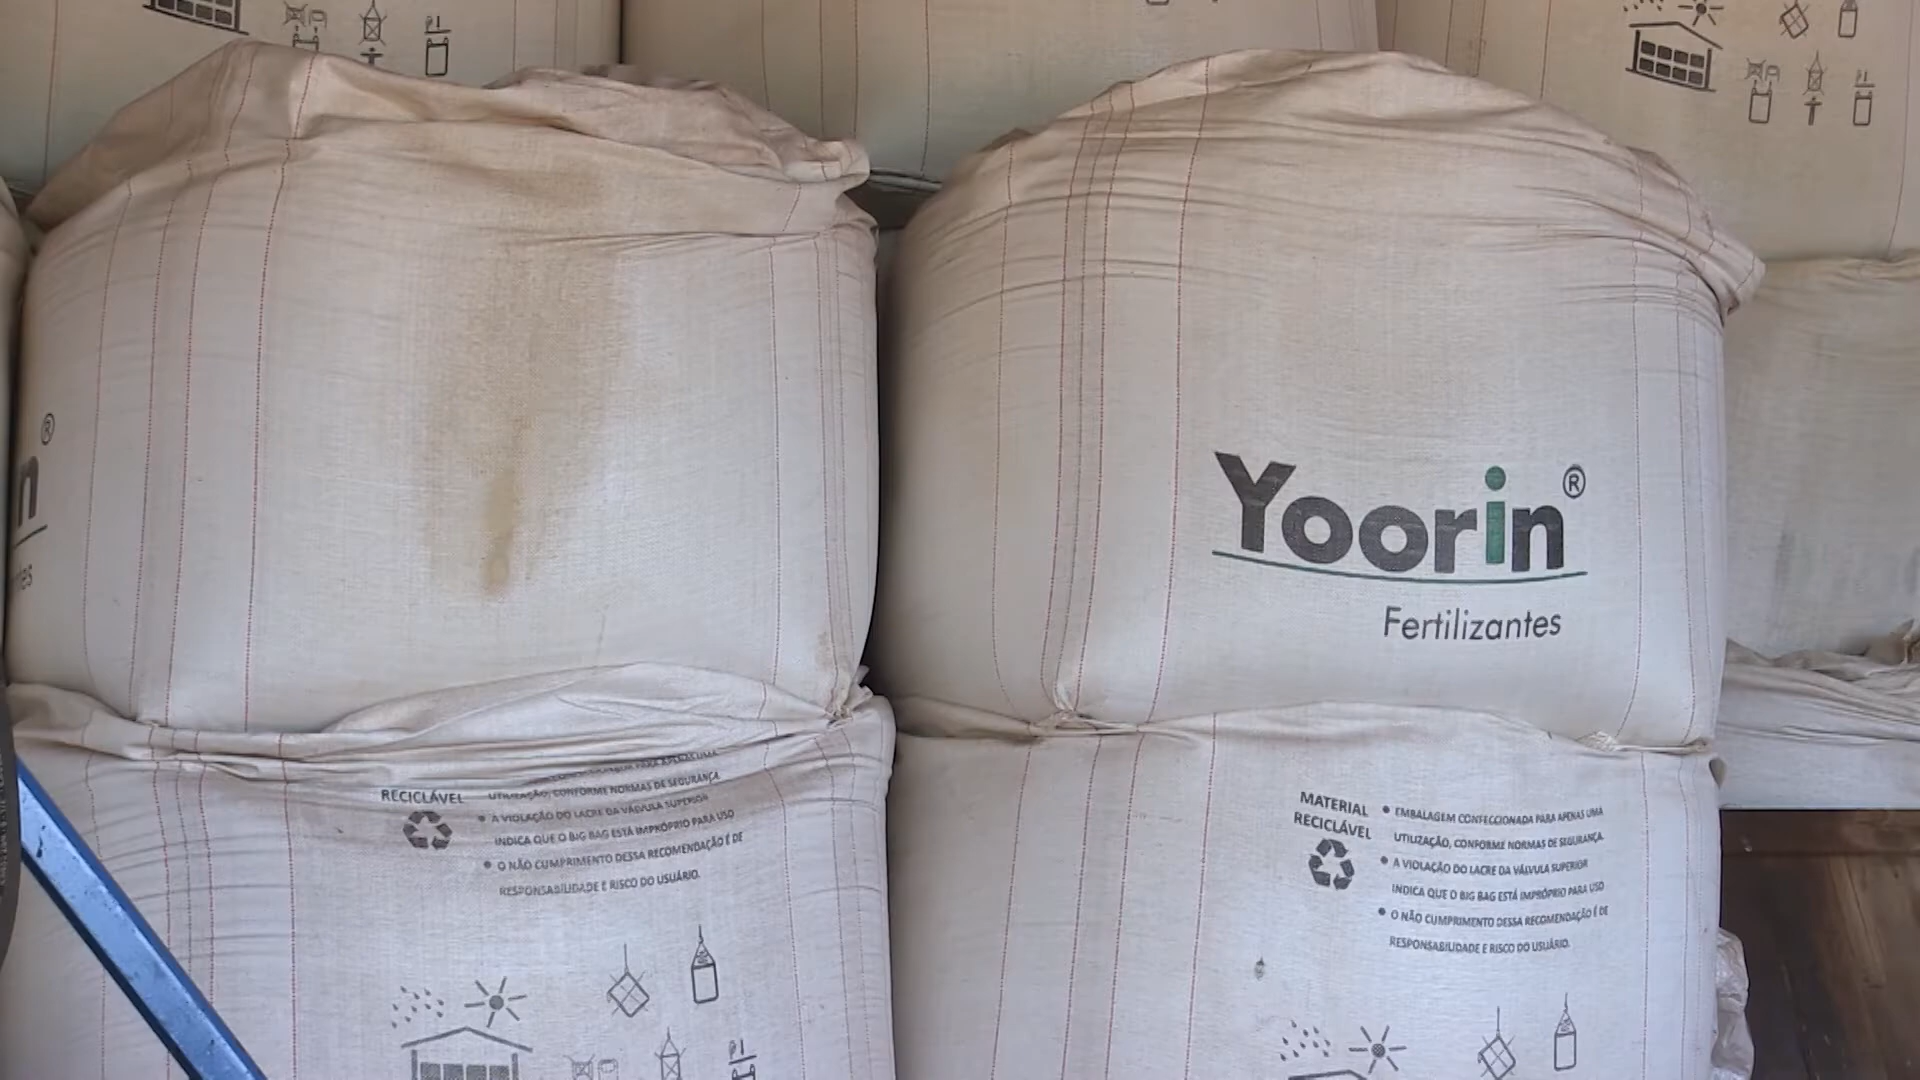 n®
Yoorin®
Fertilizantes
RECICLÁVEL
UTILIZAÇÃO, CONFORME NORMAS DE SEGURANÇA
• A VIOLAÇÃO DO LACRE DA VÁLVULA SUPERIOR
INDICA QUE O BIG BAG ESTÁ IMPRÓPRIO PARA USO
• O NÃO CUMPRIMENTO DESSA RECOMENDAÇÃO É DE
RESPONSABILIDADE E RISCO DO USUÁRIO.
MATERIAL
RECICLÁVEL
• EMBALAGEM CONFECCIONADA PARA APENAS UMA
UTILIZAÇÃO, CONFORME NORMAS DE SEGURANÇA.
• A VIOLAÇÃO DO LACRE DA VÁLVULA SUPERIOR
INDICA QUE O BIG BAG ESTÁ IMPRÓPRIO PARA USO
• O NÃO CUMPRIMENTO DESSA RECOMENDAÇÃO É DE
RESPONSABILIDADE E RISCO DO USUÁRIO.